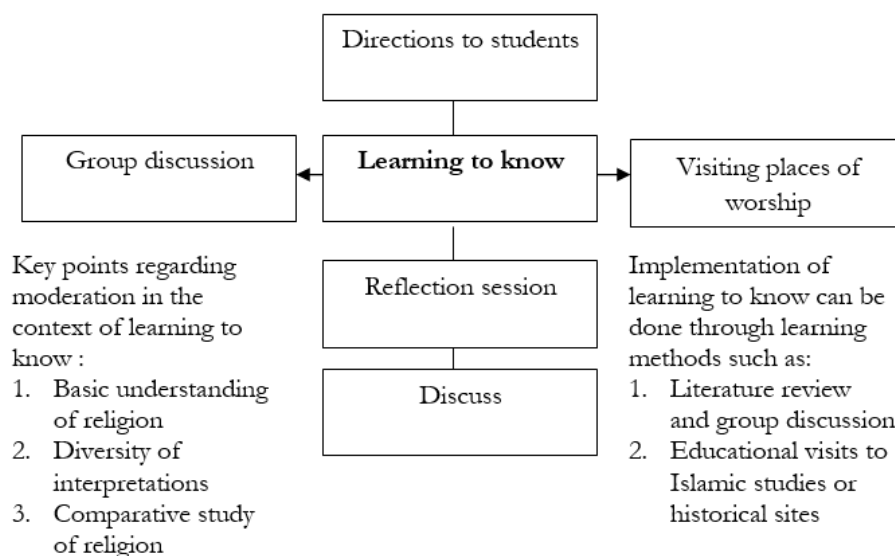 Directions to students
Group discussion
Learning to know
Visiting places of
worship
Key points regarding
moderation in the
context of learning to
know :
1. Basic understanding
of religion
2. Diversity of
interpretations
3. Comparative study
of religion
Reflection session
Discuss
Implementation of
learning to know can be
done through learning
methods such as:
1. Literature review
and group discussion
2. Educational visits to
Islamic studies or
historical sites